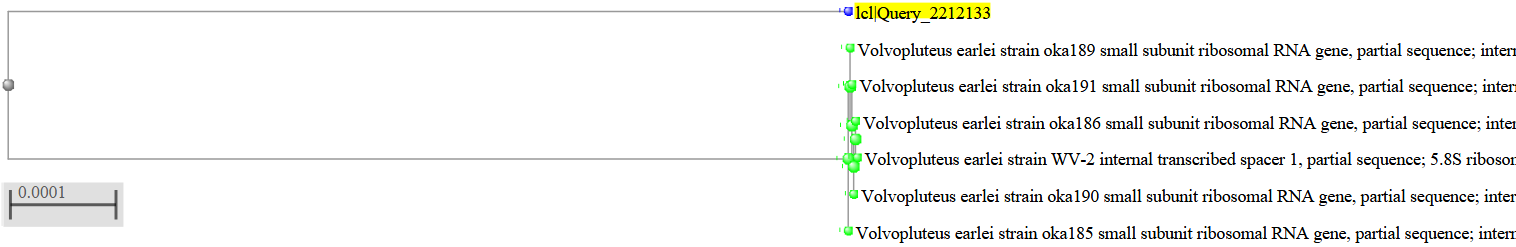 lcl|Query_2212133
Volvopluteus earlei strain oka189 small subunit ribosomal RNA gene, partial sequence; intern
Volvopluteus earlei strain oka191 small subunit ribosomal RNA gene, partial sequence; inter
Volvopluteus earlei strain oka186 small subunit ribosomal RNA gene, partial sequence; inter
Volvopluteus earlei strain WV-2 internal transcribed spacer 1, partial sequence; 5.8S riboson
Volvopluteus earlei strain oka190 small subunit ribosomal RNA gene, partial sequence; inter
Volvopluteus earlei strain oka185 small subunit ribosomal RNA gene, partial sequence; intern
0.0001